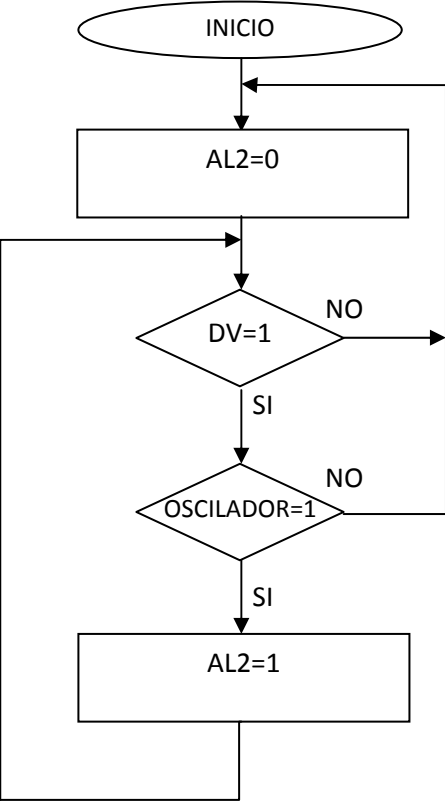 INICIO
AL2=0
NO
DV=1
SI
NO
OSCILADOR=1
SI
AL2=1